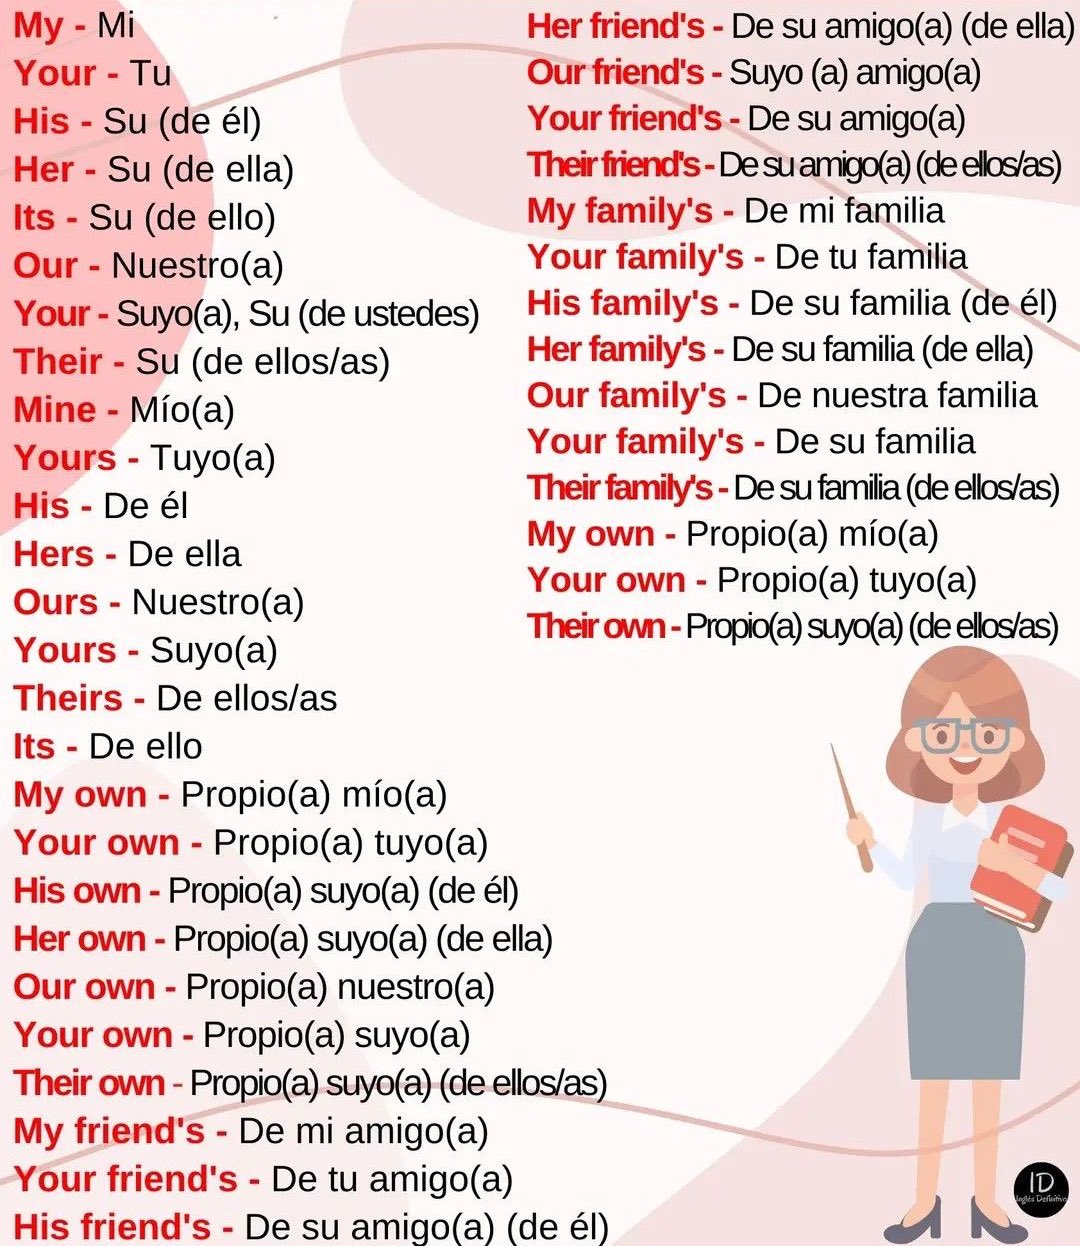 My - Mi
Your - Tu
His - Su (de él)
Her - Su (de ella)
Its - Su (de ello)
Our - Nuestro(a)
Your - Suyo(a), Su (de ustedes)
Their - Su (de ellos/as)
Mine - Mío(a)
Yours - Tuyo(a)
His - De él
Hers - De ella
Ours - Nuestro(a)
Yours - Suyo(a)
Theirs - De ellos/as
Its - De ello
My own - Propio(a) mío(a)
Your own - Propio(a) tuyo(a)
His own - Propio(a) suyo(a) (de él)
Her own - Propio(a) suyo(a) (de ella)
Our own - Propio(a) nuestro(a)
Your own - Propio(a) suyo(a)
Their own - Propio(a) suyo(a) (de ellos/as)
My friend's - De mi amigo(a)
Your friend's - De tu amigo(a)
His friend's - De su amigo(a) (de él)
Her friend's - De su amigo(a) (de ella)
Our friend's - Suyo (a) amigo(a)
Your friend's - De su amigo(a)
Their friend's - De su amigo(a) (de ellos/as)
My family's - De mi familia
Your family's - De tu familia
His family's - De su familia (de él)
Her family's - De su familia (de ella)
Our family's - De nuestra familia
Your family's - De su familia
Their family's - De su familia (de ellos/as)
My own - Propio(a) mío(a)
Your own - Propio(a) tuyo(a)
Their own - Propio(a) suyo(a) (de ellos/as)
ID
Inglés Definitivo